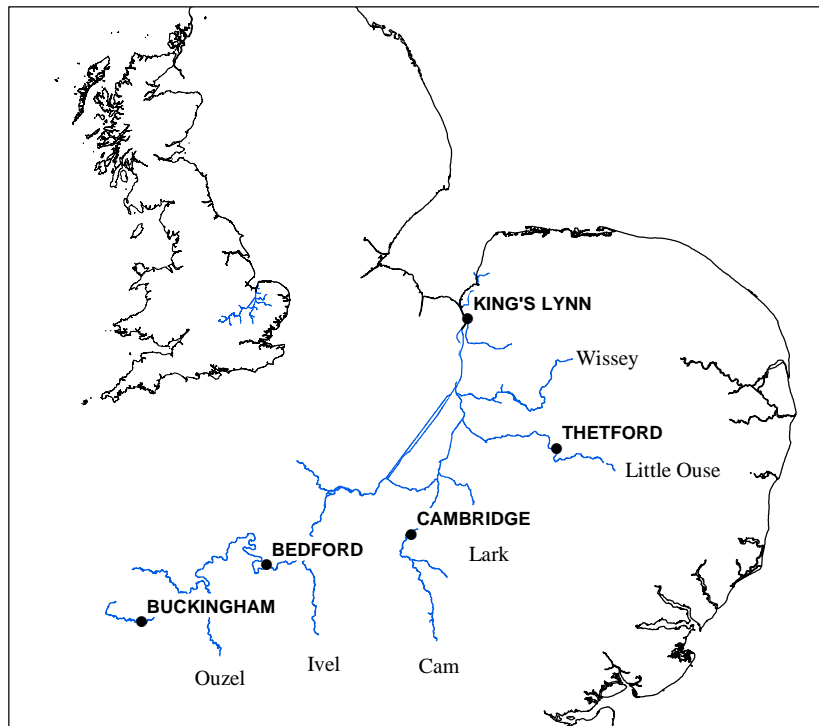 KING'S LYNN
Wissey
THETFORD
Little Ouse
CAMBRIDGE
Lark
BEDFORD
BUCKINGHAM
Ouzel
Ivel
Cam